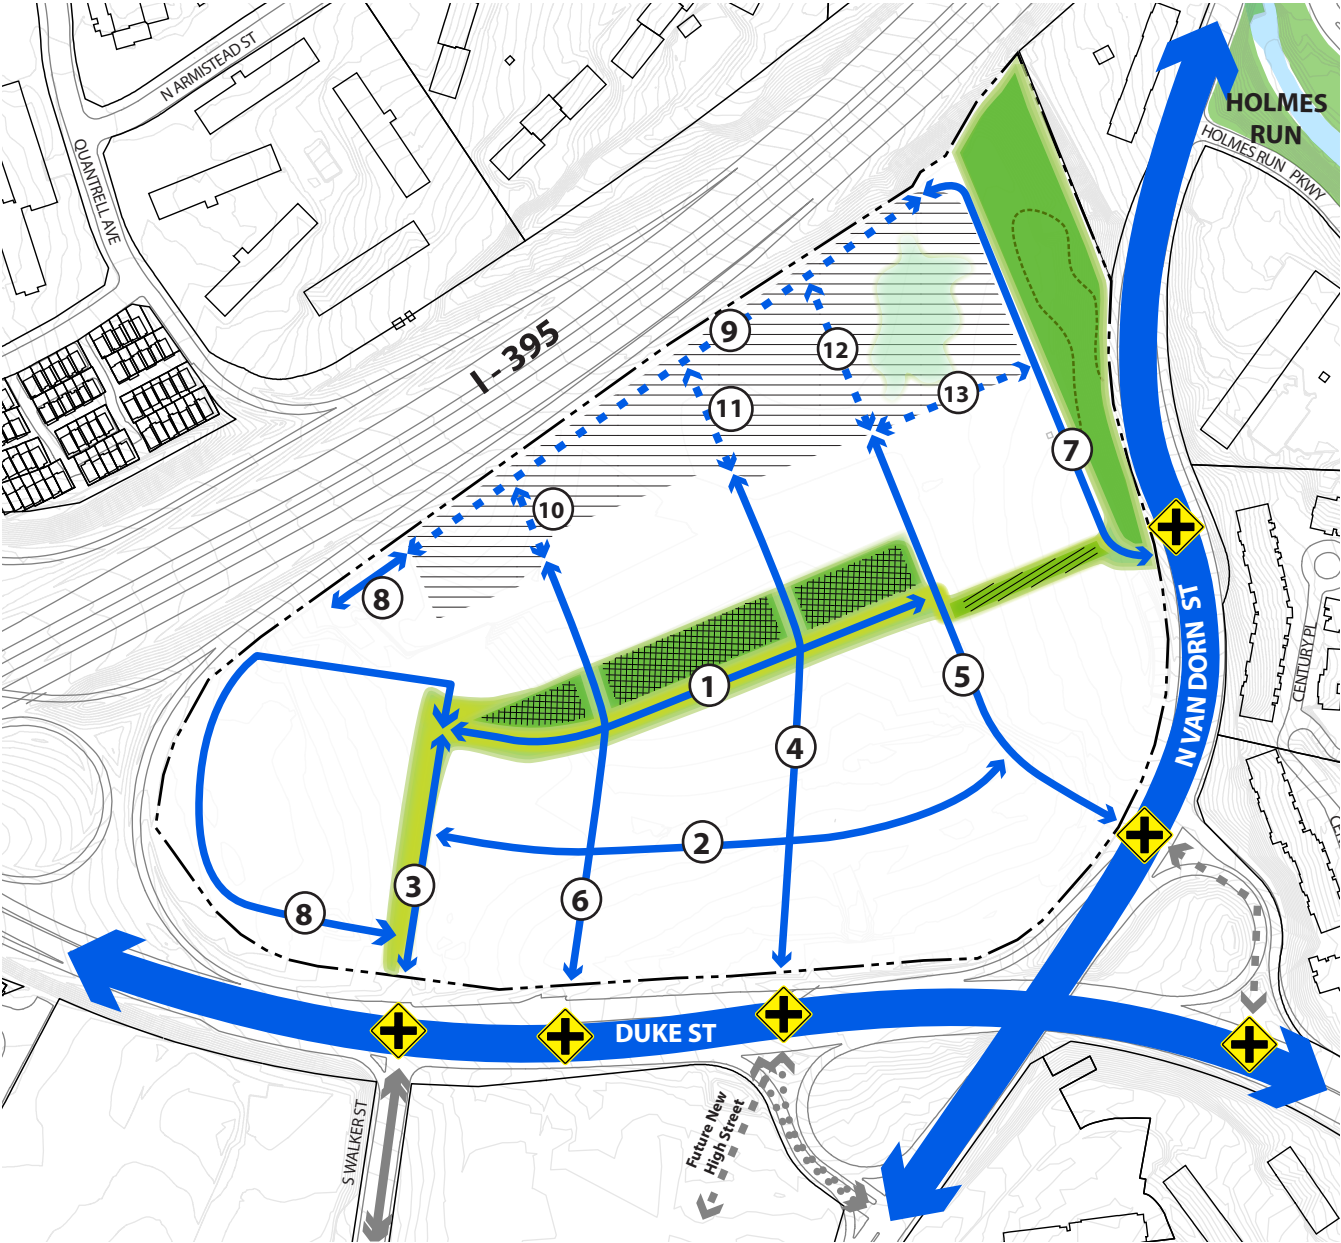 N ARMISTEAD ST
QUANTRELL AVE
HOLMES
RUN
HOLMES RUN PKWY
I - 395
9
12
11
13
10
7
8
1
5
4
2
3
6
8
N VAN DORN ST
CENTURY PL
DUKE ST
S WALKER ST
Future New
High Street